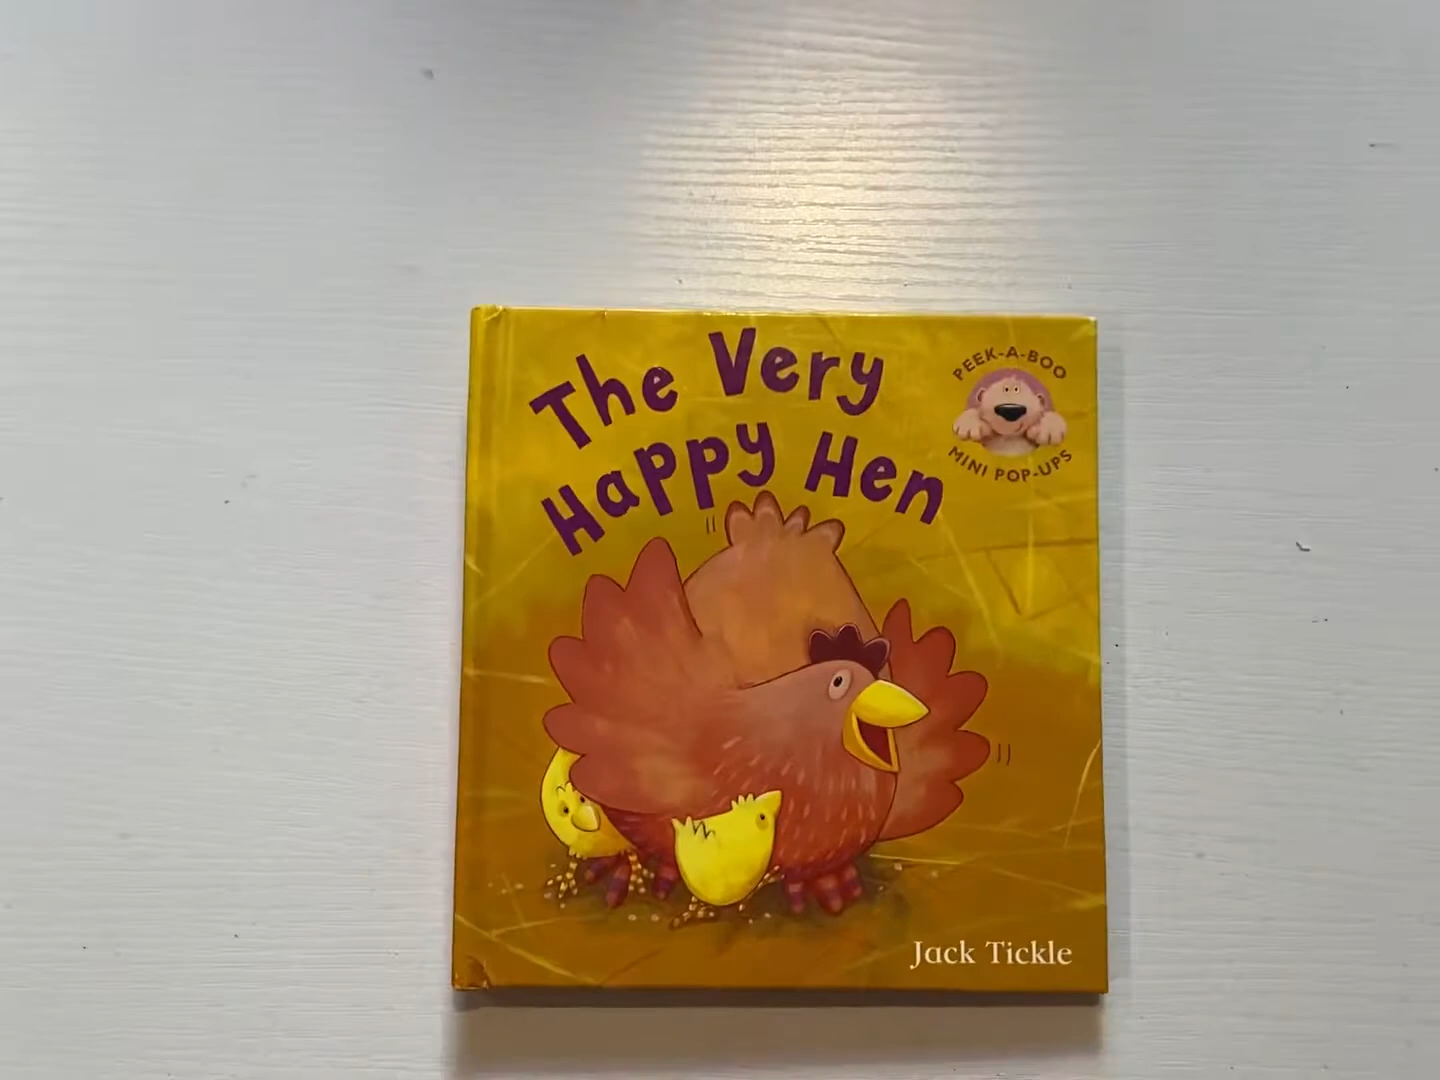 The Very
Happy Hen
PEEK-A-BOO
MINI POP-UPS
Jack Tickle